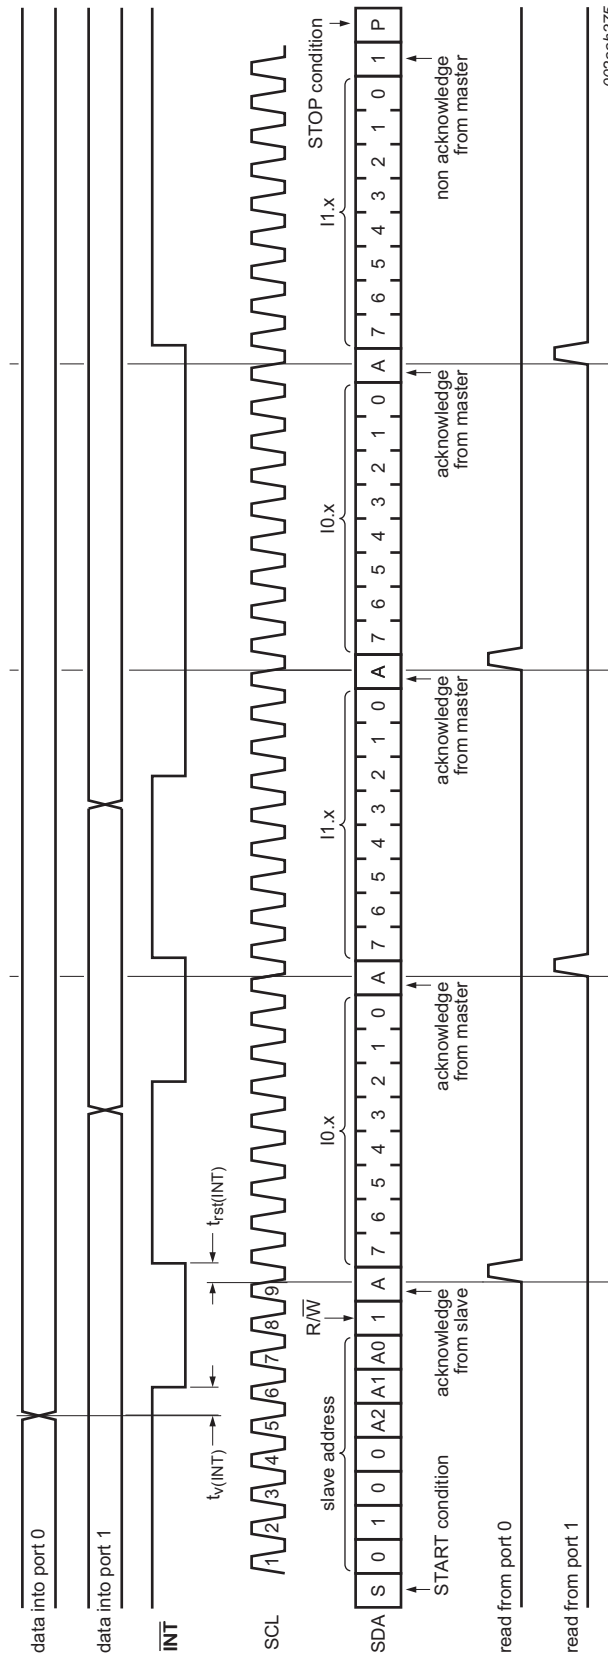 data into port 0
data into port 1
INT
tv(INT)
trst(INT)
SCL
1 2 3 4 5 6 7 8 9
slave address
R/W
I0.x
I1.x
I0.x
I1.x
STOP condition
SDA
S 0 1 0 0 A2 A1 A0 1 A 7 6 5 4 3 2 1 0 A 7 6 5 4 3 2 1 0 A 7 6 5 4 3 2 1 0 A 7 6 5 4 3 2 1 0 1 P
START condition
acknowledge
from slave
acknowledge
from master
acknowledge
from master
acknowledge
from master
non acknowledge
from master
read from port 0
read from port 1